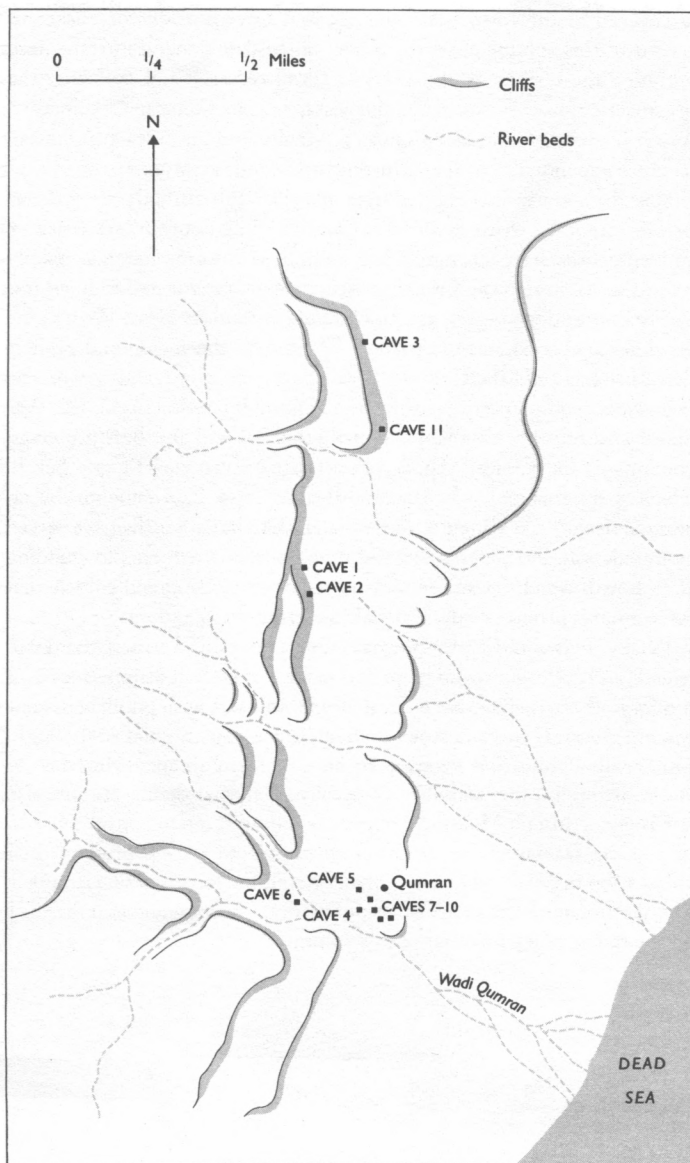 0 1/4 1/2 Miles
Cliffs
N
River beds
CAVE 3
CAVE 11
CAVE 1
CAVE 2
CAVE 5
Qumran
CAVE 6
CAVES 7–10
CAVE 4
Wadi Qumran
DEAD
SEA